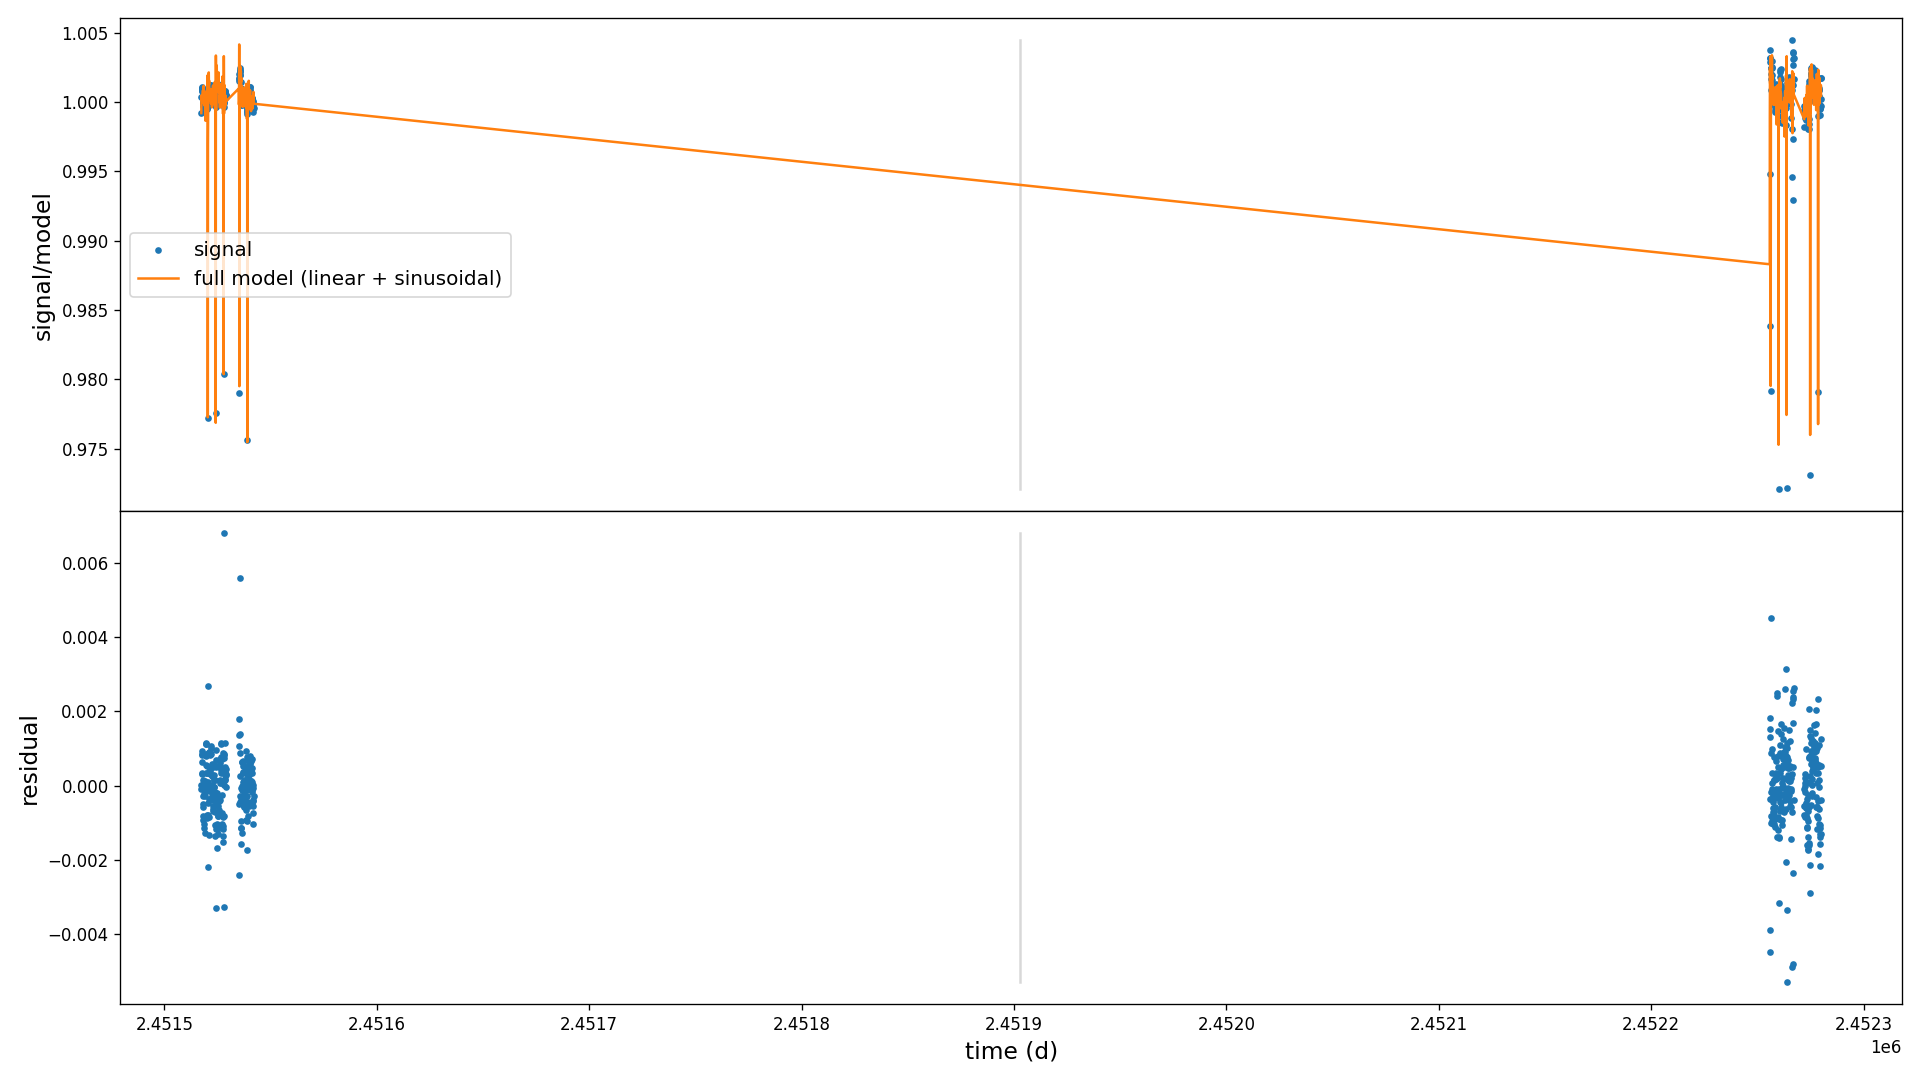 1.005
1.000
0.995
0.990
0.985
0.980
0.975
signal/model
signal
full model (linear + sinusoidal)
0.006
0.004
0.002
0.000
−0.002
−0.004
residual
2.4515 2.4516 2.4517 2.4518 2.4519 2.4520 2.4521 2.4522 2.4523
1e6
time (d)